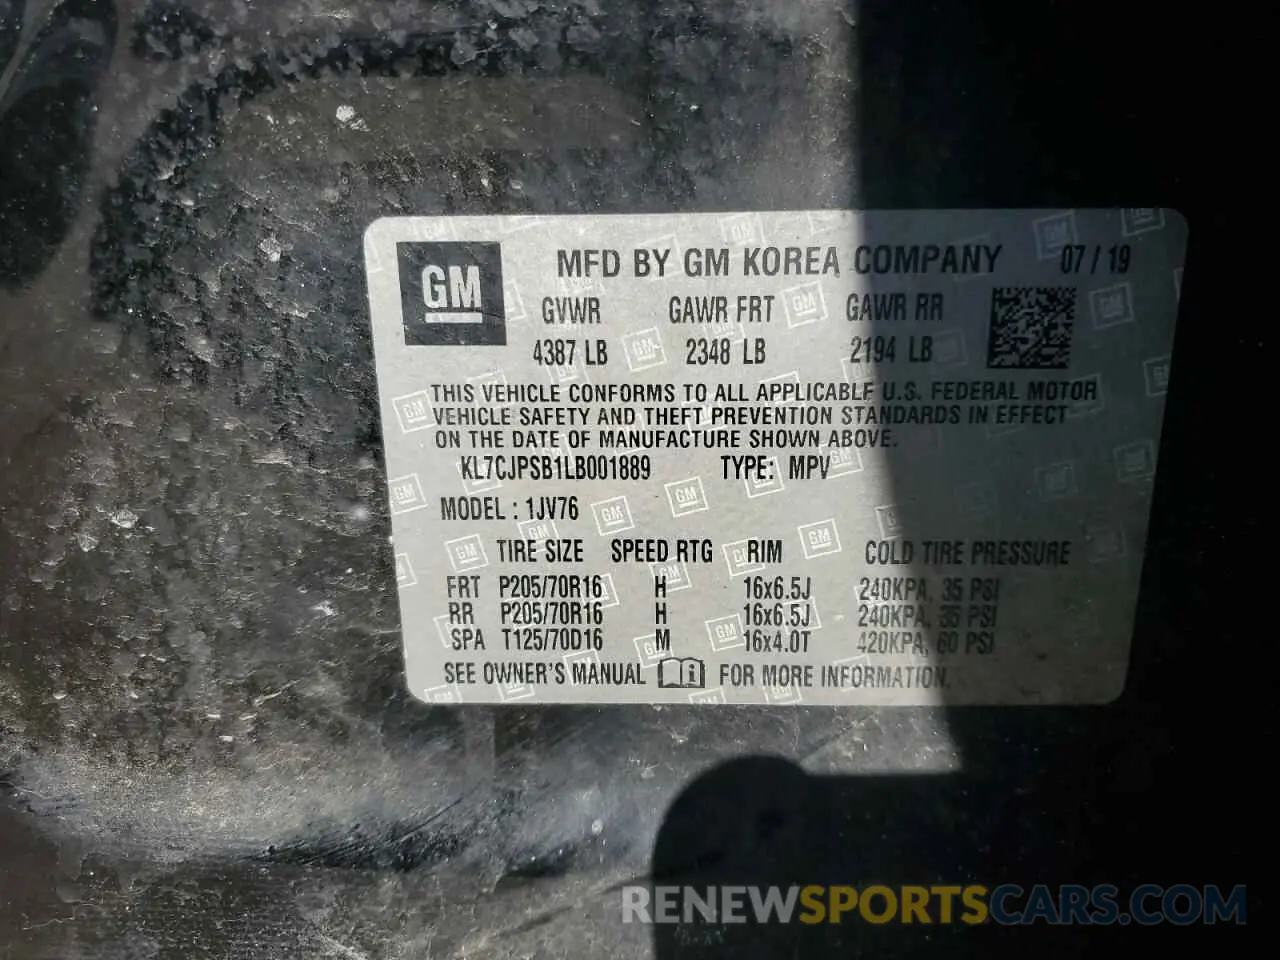 GM MFD BY GM KOREA COMPANY 07/19
GVWR GAWR FRT GAWR RR
4387 LB 2348 LB 2194 LB
THIS VEHICLE CONFORMS TO ALL APPLICABLE U.S. FEDERAL MOTOR
VEHICLE SAFETY AND THEFT PREVENTION STANDARDS IN EFFECT
ON THE DATE OF MANUFACTURE SHOWN ABOVE.
KL7CJPSB1LB001889 TYPE: MPV
MODEL: 1JV76
TIRE SIZE SPEED RTG RIM COLD TIRE PRESSURE
FRT P205/70R16 H 16x6.5J 240KPA, 35 PSI
RR P205/70R16 H 16x6.5J 240KPA, 35 PSI
SPA T125/70D16 M 16x4.0T 420KPA, 60 PSI
SEE OWNER'S MANUAL FOR MORE INFORMATION.
RENEWSPORTSCARS.COM